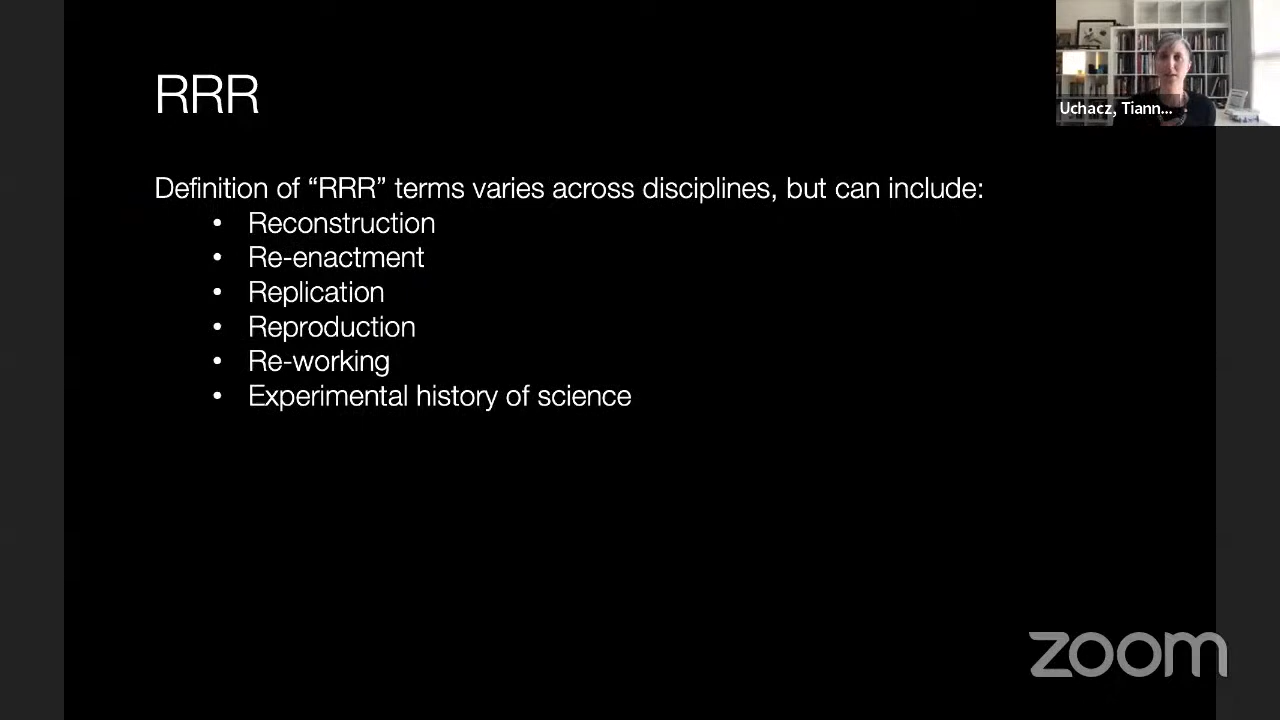 RRR
Uchacz, Tiann...
Definition of “RRR” terms varies across disciplines, but can include:
• Reconstruction
• Re-enactment
• Replication
• Reproduction
• Re-working
• Experimental history of science
zoom